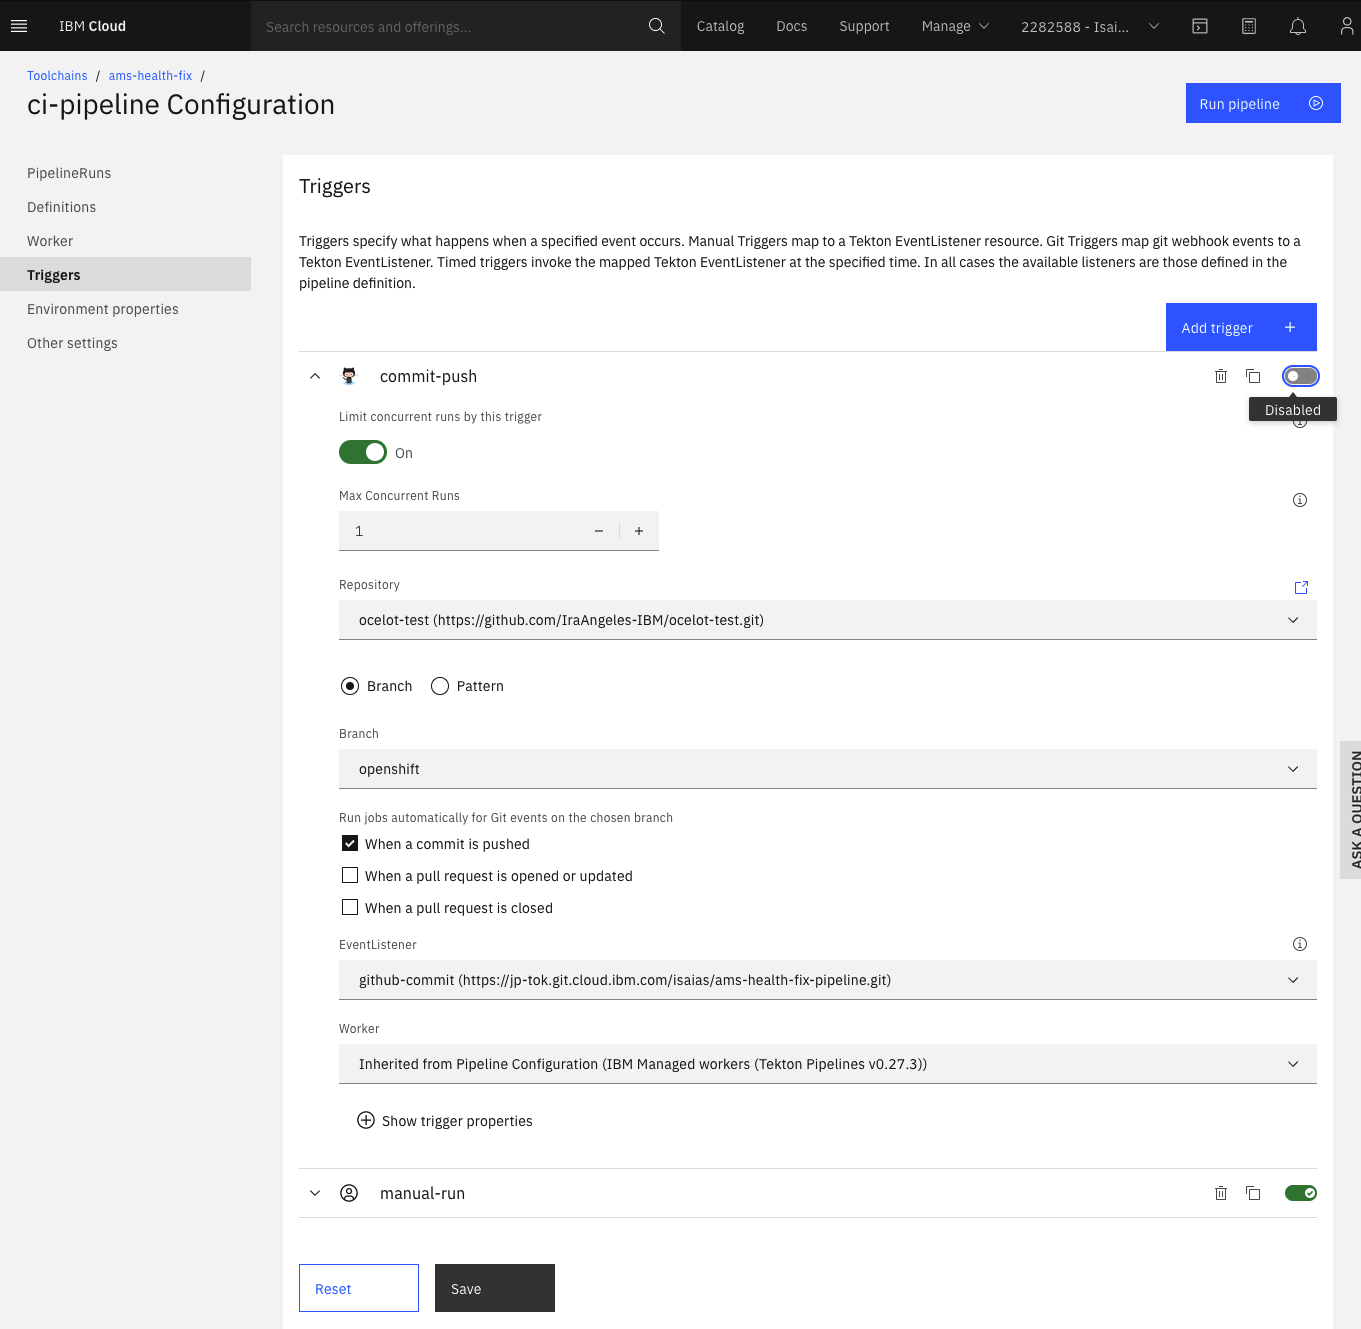 IBM Cloud
Search resources and offerings...
Catalog
Docs
Support
Manage
2282588 - Isai...
Toolchains / ams-health-fix /
ci-pipeline Configuration
Run pipeline
PipelineRuns
Definitions
Worker
Triggers
Environment properties
Other settings
Triggers
Triggers specify what happens when a specified event occurs. Manual Triggers map to a Tekton EventListener resource. Git Triggers map git webhook events to a
Tekton EventListener. Timed triggers invoke the mapped Tekton EventListener at the specified time. In all cases the available listeners are those defined in the
pipeline definition.
Add trigger
commit-push
Disabled
Limit concurrent runs by this trigger
On
Max Concurrent Runs
1
Repository
ocelot-test (https://github.com/IraAngeles-IBM/ocelot-test.git)
Branch
Pattern
Branch
openshift
Run jobs automatically for Git events on the chosen branch
When a commit is pushed
When a pull request is opened or updated
When a pull request is closed
EventListener
github-commit (https://jp-tok.git.cloud.ibm.com/isaias/ams-health-fix-pipeline.git)
Worker
Inherited from Pipeline Configuration (IBM Managed workers (Tekton Pipelines v0.27.3))
Show trigger properties
manual-run
Reset
Save
ASK A QUESTION